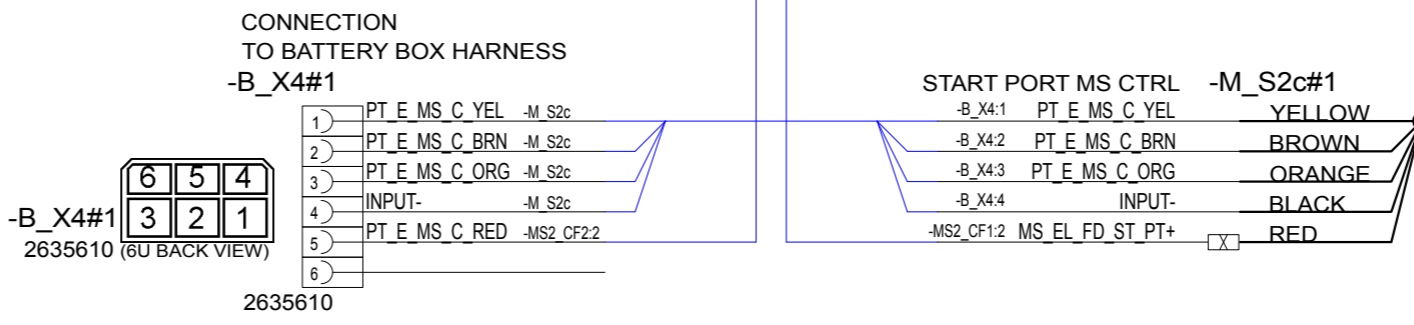 CONNECTION
TO BATTERY BOX HARNESS
-B_X4#1
START PORT MS CTRL -M_S2c#1
1 PT_E_MS_C_YEL -M_S2c
-B_X4:1 PT_E_MS_C_YEL YELLOW
2 PT_E_MS_C_BRN -M_S2c
-B_X4:2 PT_E_MS_C_BRN BROWN
3 PT_E_MS_C_ORG -M_S2c
-B_X4:3 PT_E_MS_C_ORG ORANGE
4 INPUT- -M_S2c
-B_X4:4 INPUT- BLACK
5 PT_E_MS_C_RED -MS2_CF2:2
-MS2_CF1:2 MS_EL_FD_ST_PT+ X RED
6
2635610
6 5 4
-B_X4#1 3 2 1
2635610 (6U BACK VIEW)